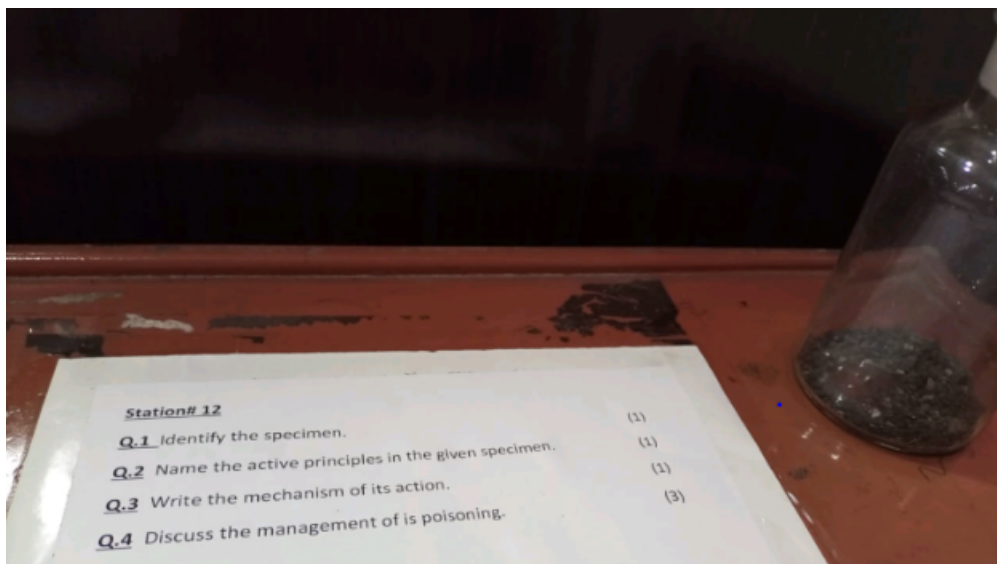 Station# 12
Q.1 Identify the specimen. (1)
Q.2 Name the active principles in the given specimen. (1)
Q.3 Write the mechanism of its action. (1)
Q.4 Discuss the management of is poisoning. (3)